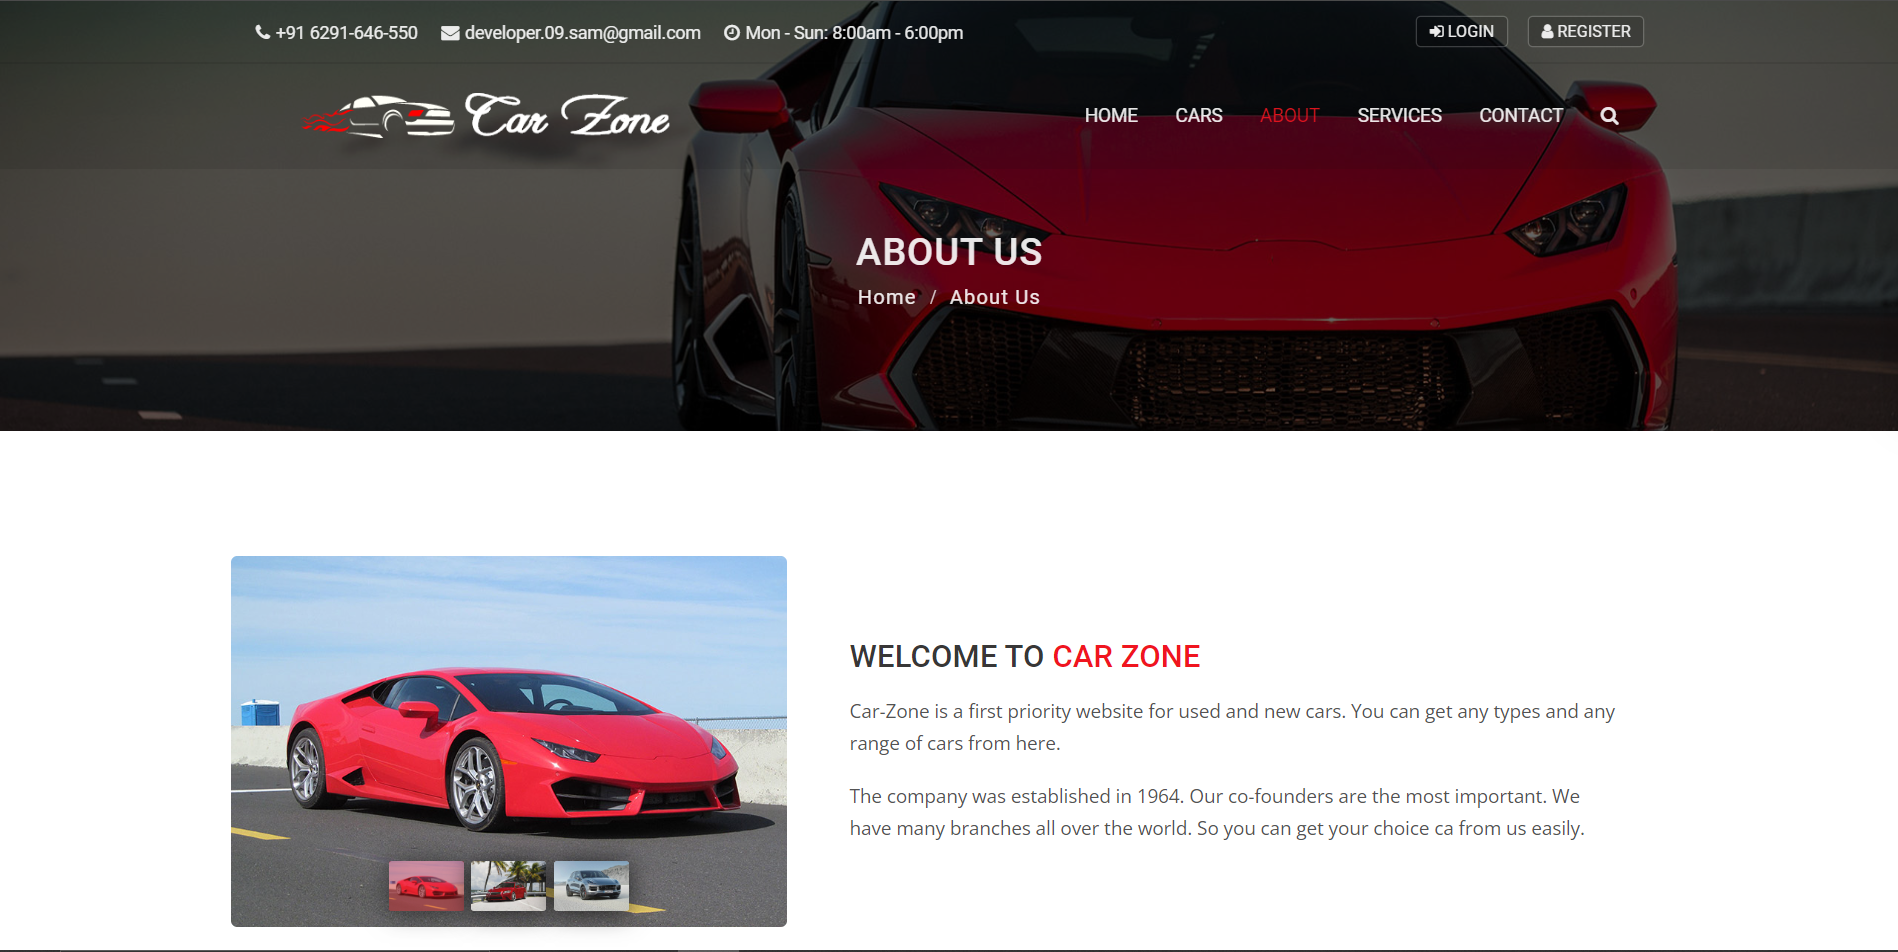 +91 6291-646-550 developer.09.sam@gmail.com Mon - Sun: 8:00am - 6:00pm LOGIN REGISTER
Car Zone HOME CARS ABOUT SERVICES CONTACT
ABOUT US
Home / About Us
WELCOME TO CAR ZONE
Car-Zone is a first priority website for used and new cars. You can get any types and any
range of cars from here.
The company was established in 1964. Our co-founders are the most important. We
have many branches all over the world. So you can get your choice ca from us easily.